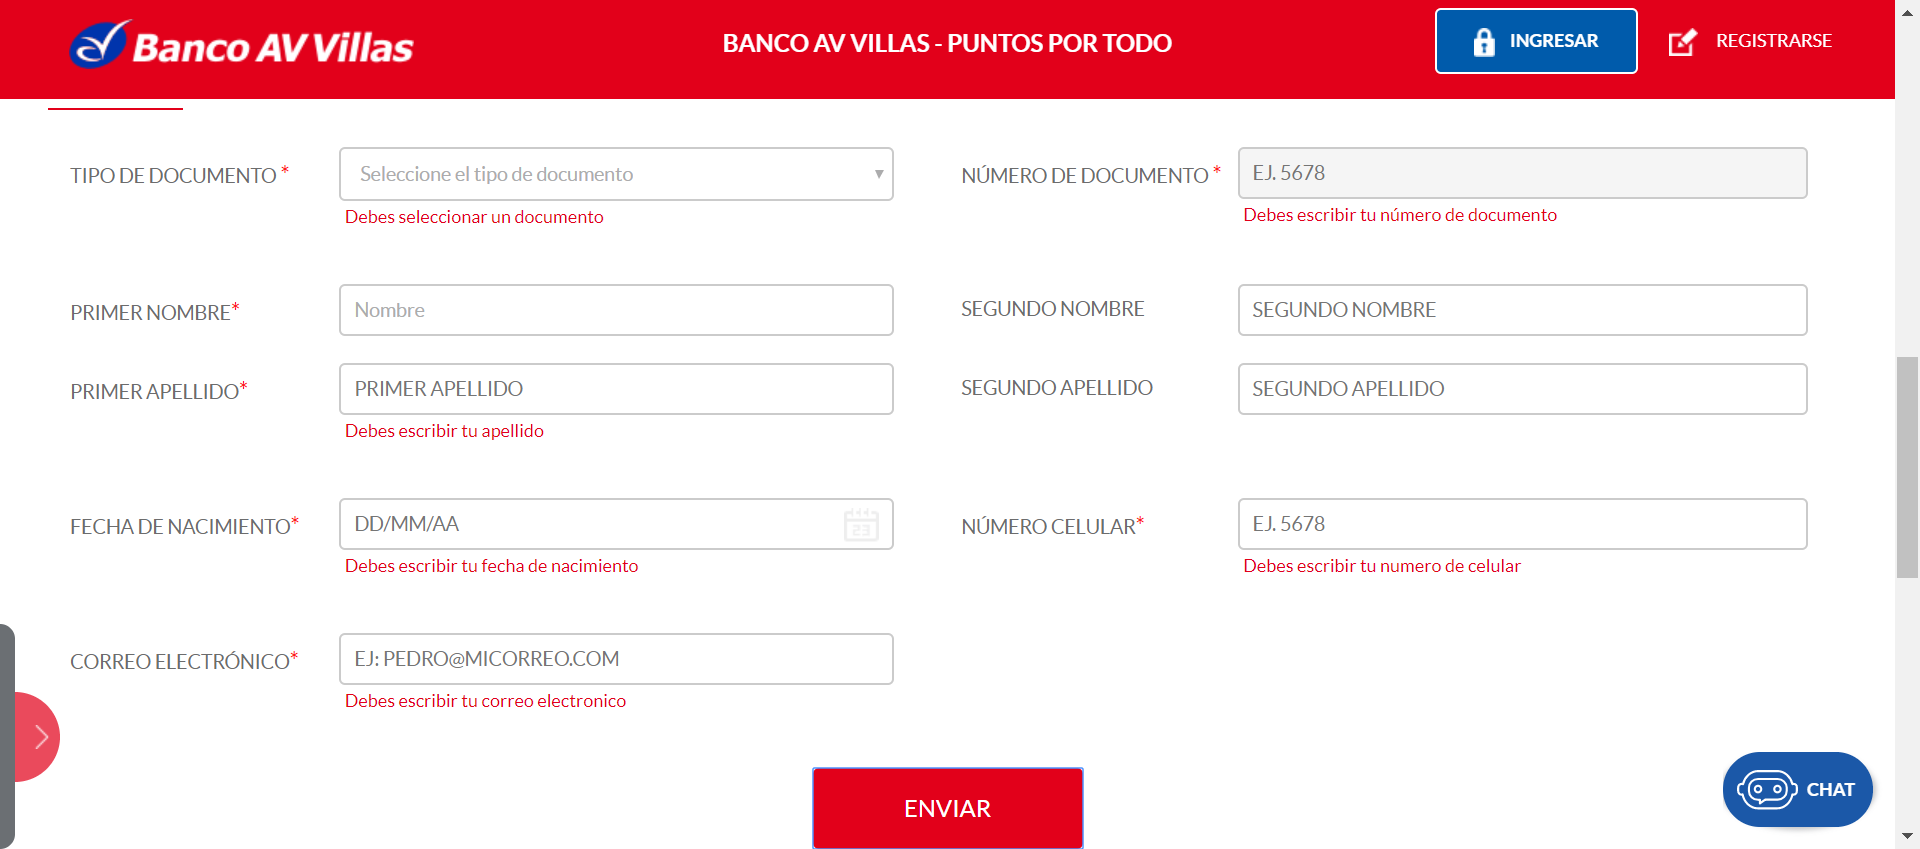 Banco AV Villas
BANCO AV VILLAS - PUNTOS POR TODO
INGRESAR
REGISTRARSE
TIPO DE DOCUMENTO *
Seleccione el tipo de documento
Debes seleccionar un documento
NÚMERO DE DOCUMENTO *
EJ. 5678
Debes escribir tu número de documento
PRIMER NOMBRE*
Nombre
SEGUNDO NOMBRE
SEGUNDO NOMBRE
PRIMER APELLIDO*
PRIMER APELLIDO
Debes escribir tu apellido
SEGUNDO APELLIDO
SEGUNDO APELLIDO
FECHA DE NACIMIENTO*
DD/MM/AA
23
Debes escribir tu fecha de nacimiento
NÚMERO CELULAR*
EJ. 5678
Debes escribir tu numero de celular
CORREO ELECTRÓNICO*
EJ: PEDRO@MICORREO.COM
Debes escribir tu correo electronico
ENVIAR
CHAT